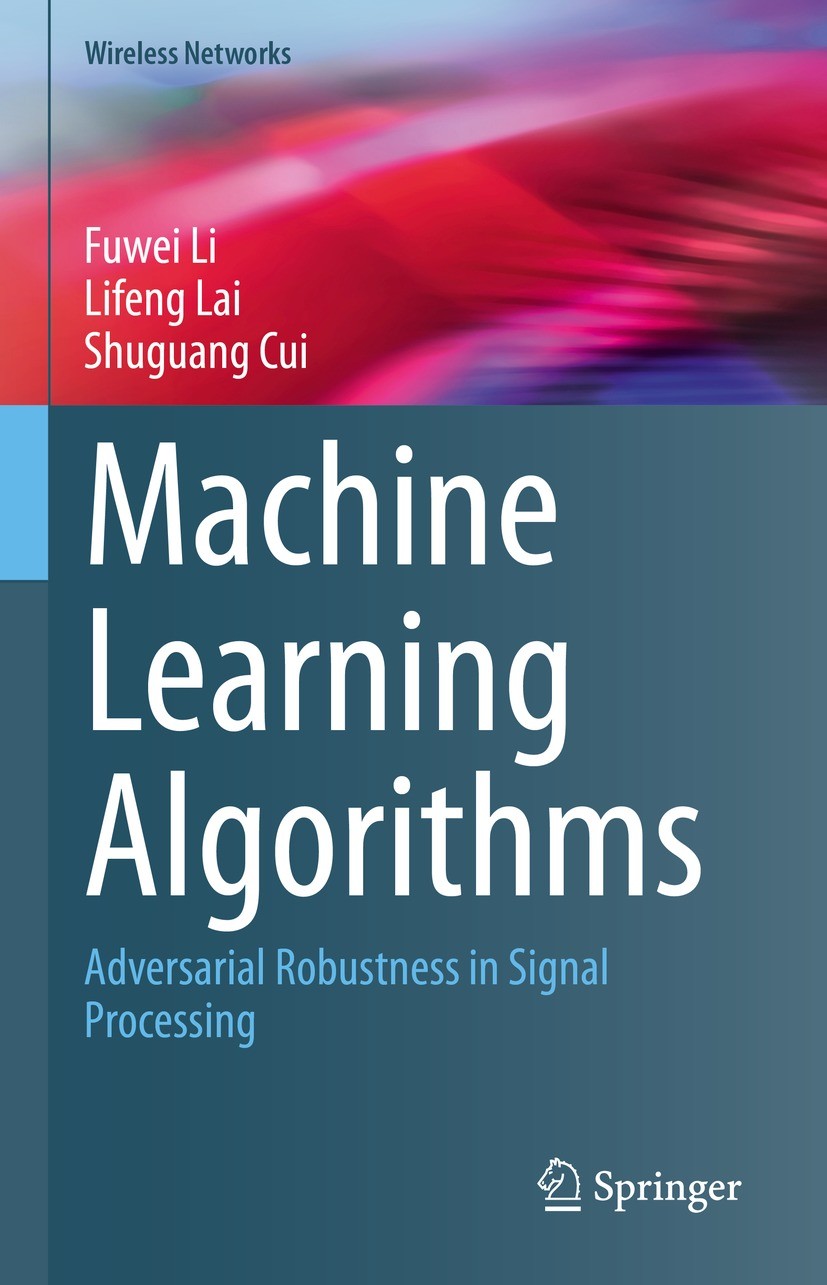 Wireless Networks
Fuwei Li
Lifeng Lai
Shuguang Cui
Machine
Learning
Algorithms
Adversarial Robustness in Signal
Processing
Springer